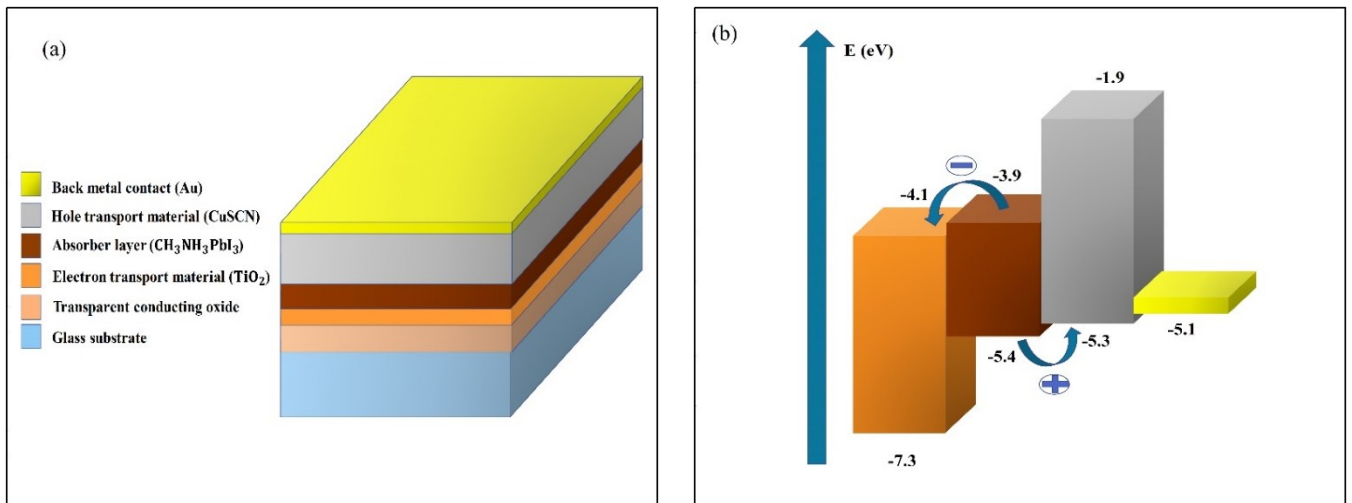 (a)
Back metal contact (Au)
Hole transport material (CuSCN)
Absorber layer (CH₃NH₃PbI₃)
Electron transport material (TiO₂)
Transparent conducting oxide
Glass substrate
(b)
E (eV)
-1.9
-3.9
-4.1
-5.4
-5.3
-5.1
-7.3